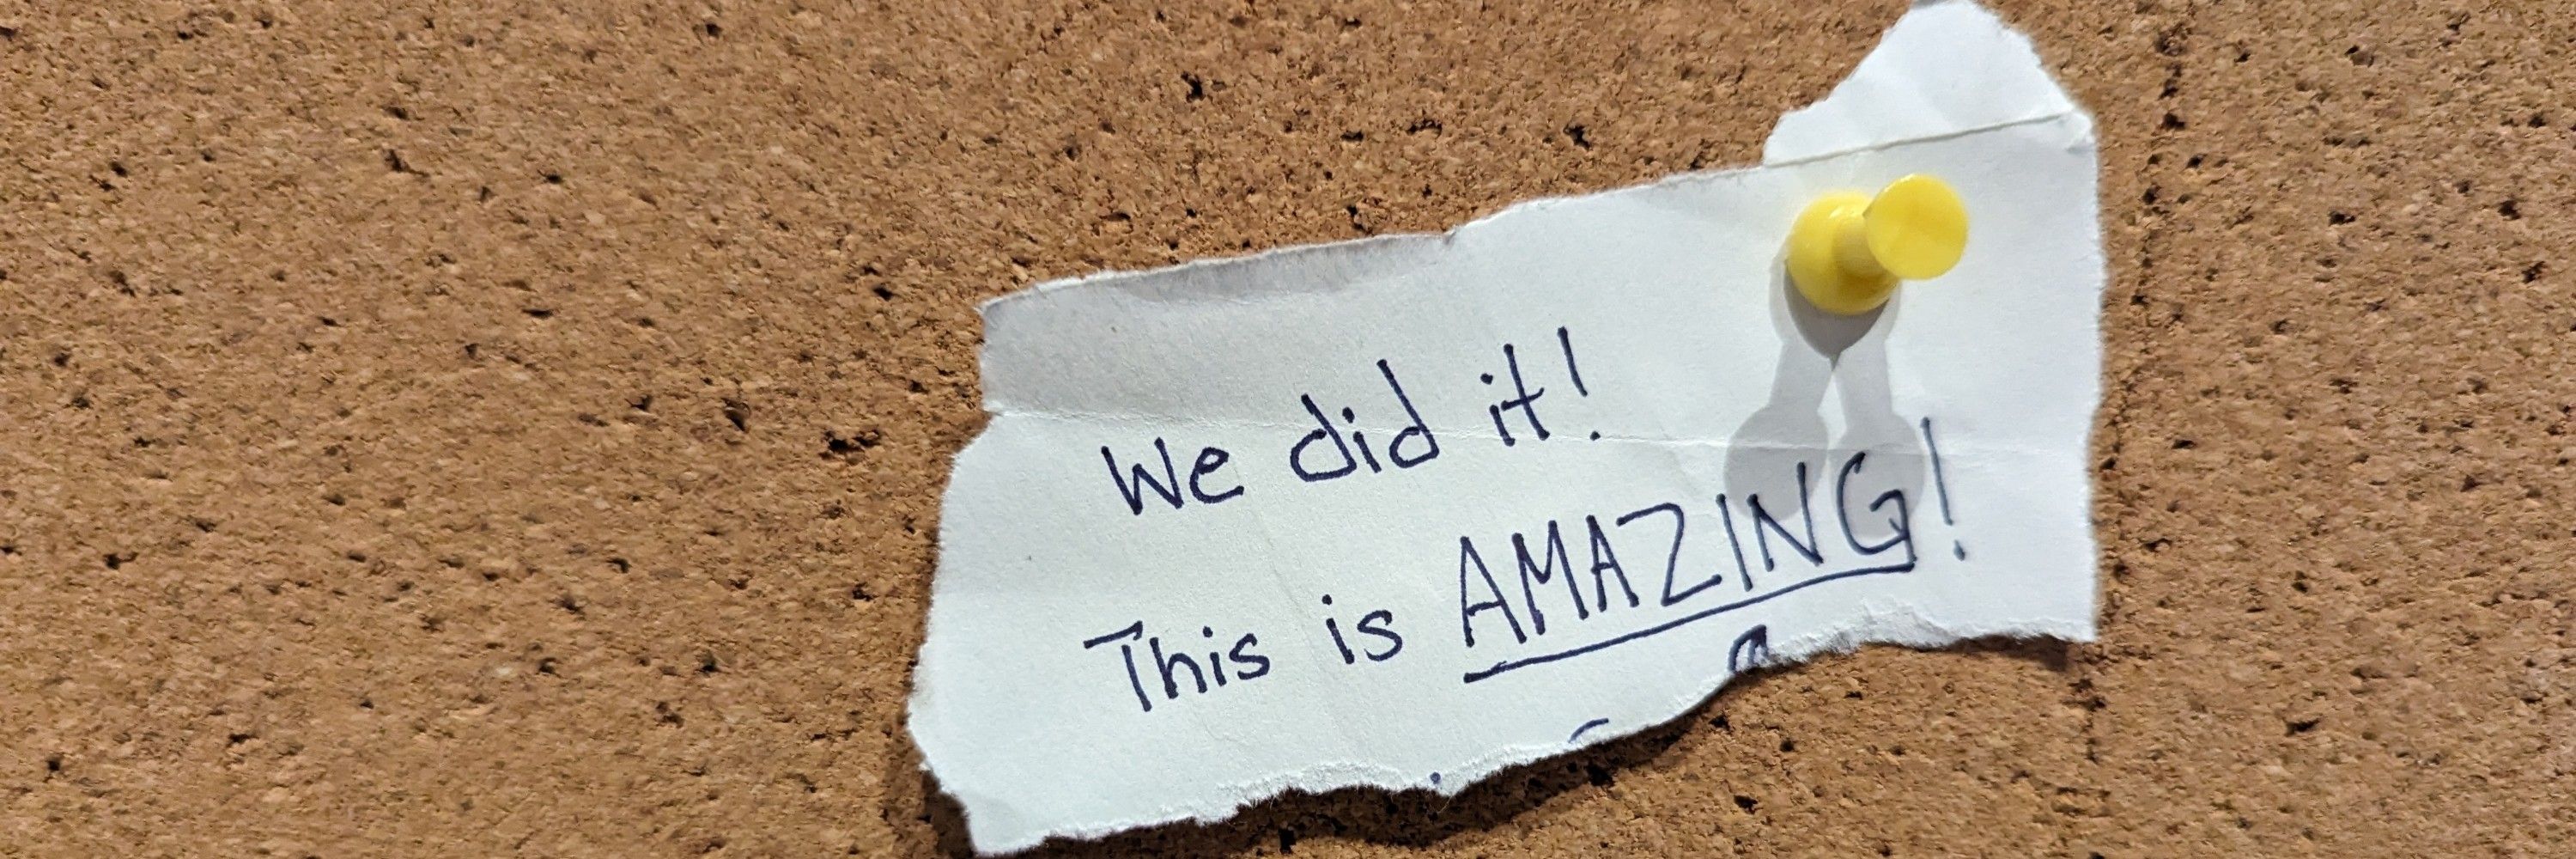 We did it!
This is AMAZING!